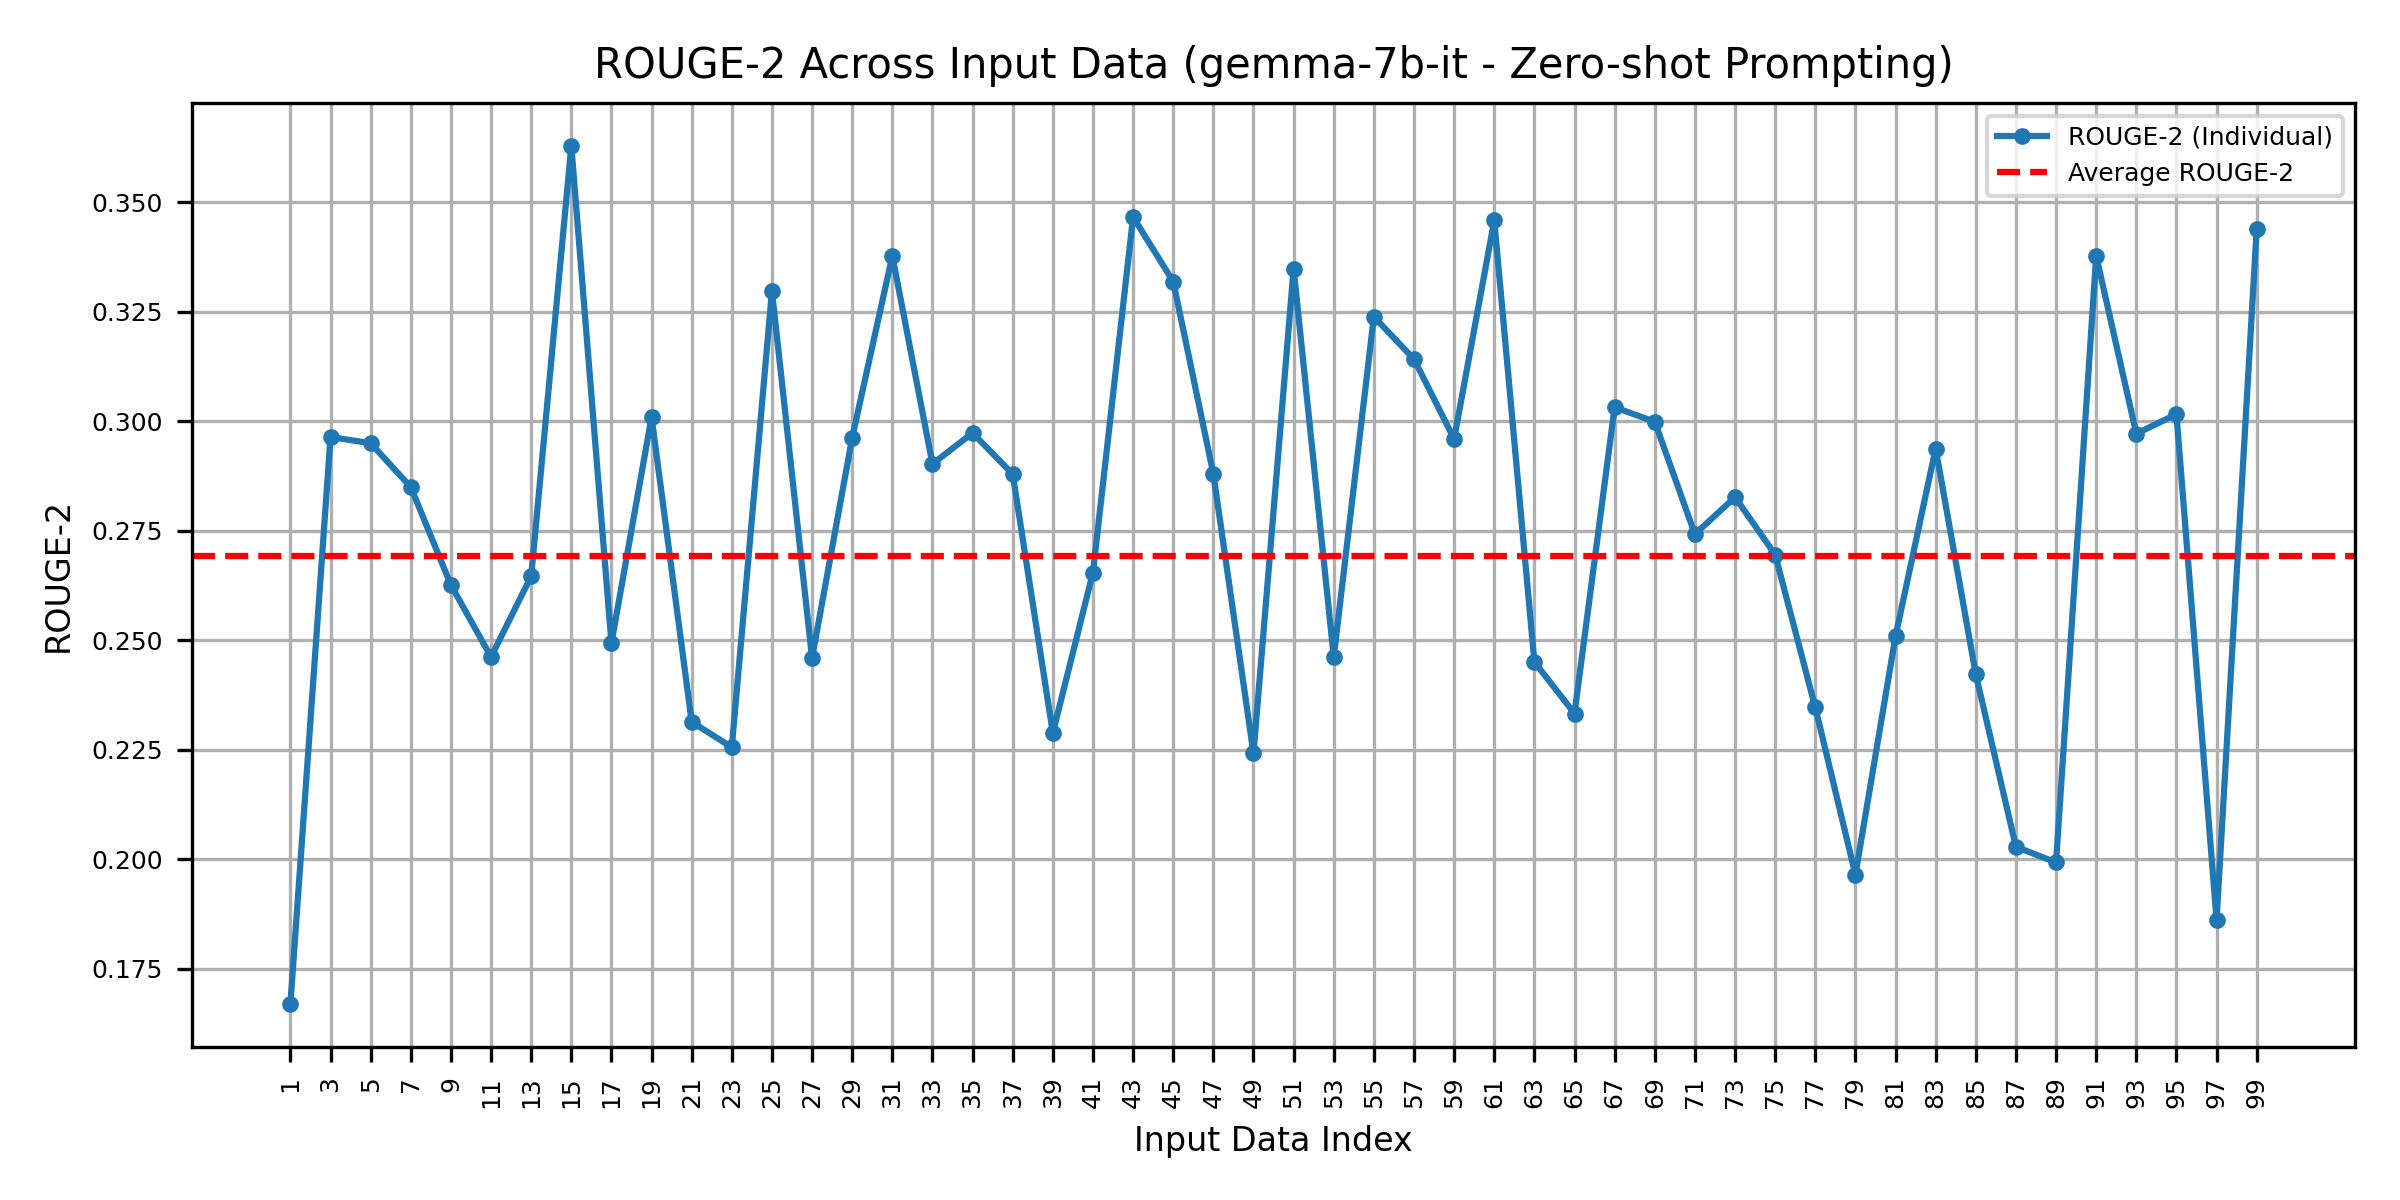 ROUGE-2 Across Input Data (gemma-7b-it - Zero-shot Prompting)
ROUGE-2 (Individual)
Average ROUGE-2
ROUGE-2
0.350
0.325
0.300
0.275
0.250
0.225
0.200
0.175
1 3 5 7 9 11 13 15 17 19 21 23 25 27 29 31 33 35 37 39 41 43 45 47 49 51 53 55 57 59 61 63 65 67 69 71 73 75 77 79 81 83 85 87 89 91 93 95 97 99
Input Data Index